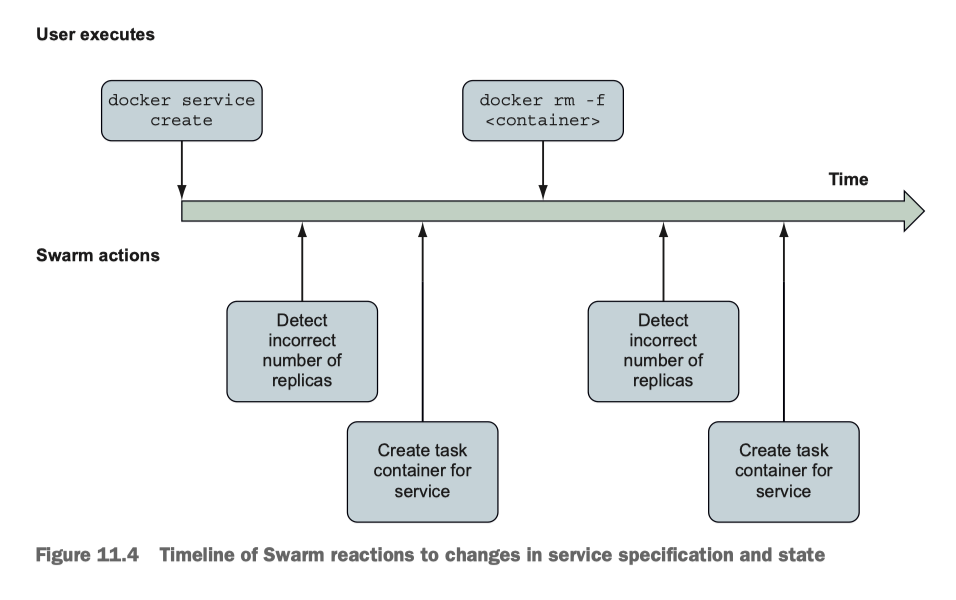 User executes
docker service
create
docker rm -f
<container>
Time
Swarm actions
Detect
incorrect
number of
replicas
Detect
incorrect
number of
replicas
Create task
container for
service
Create task
container for
service
Figure 11.4 Timeline of Swarm reactions to changes in service specification and state